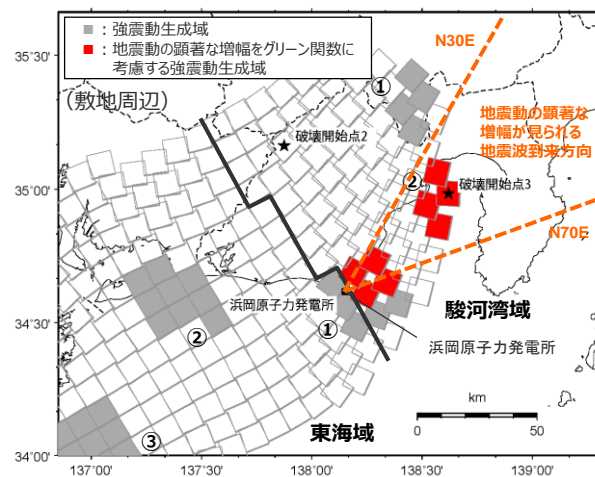 ：強震動生成域
：地震動の顕著な増幅をグリーン関数に
考慮する強震動生成域
（敷地周辺）
35°30'
35°00'
34°30'
34°00'
137°00'
137°30'
138°00'
138°30'
139°00'
①
N30E
地震動の顕著な
増幅が見られる
地震波到来方向
破壊開始点2
②
破壊開始点3
N70E
浜岡原子力発電所
駿河湾域
①
浜岡原子力発電所
②
km
0
50
東海域
③